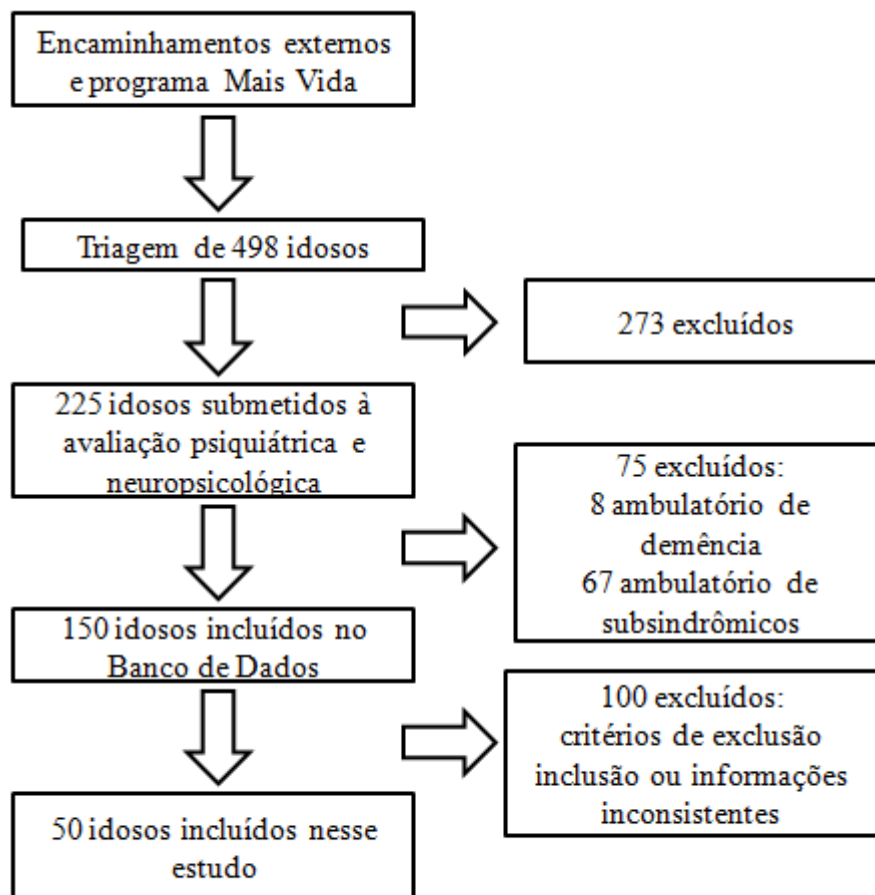 Encaminhamentos externos
e programa Mais Vida
Triagem de 498 idosos
273 excluídos
225 idosos submetidos à
avaliação psiquiátrica e
neuropsicológica
75 excluídos:
8 ambulatório de
demência
67 ambulatório de
subsindrômicos
150 idosos incluídos no
Banco de Dados
100 excluídos:
critérios de exclusão
inclusão ou informações
inconsistentes
50 idosos incluídos nesse
estudo